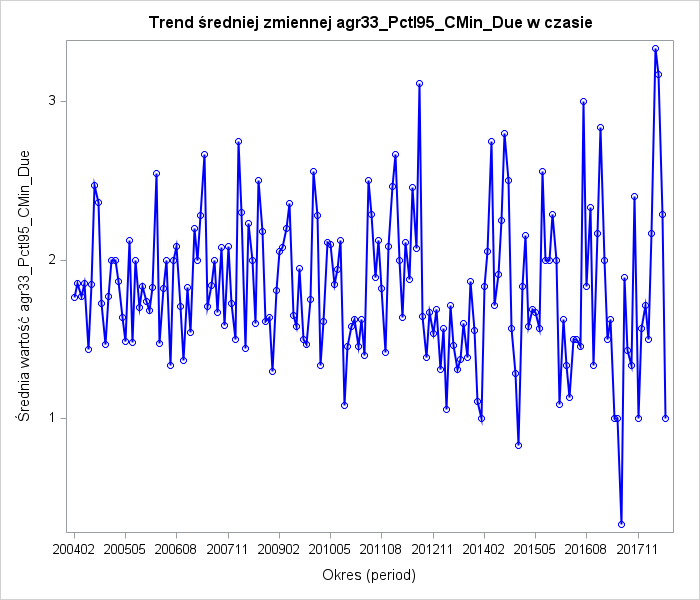 Trend średniej zmiennej agr33_Pctl95_CMin_Due w czasie
Średnia wartość agr33_Pctl95_CMin_Due
3
2
1
200402 200505 200608 200711 200902 201005 201108 201211 201402 201505 201608 201711
Okres (period)